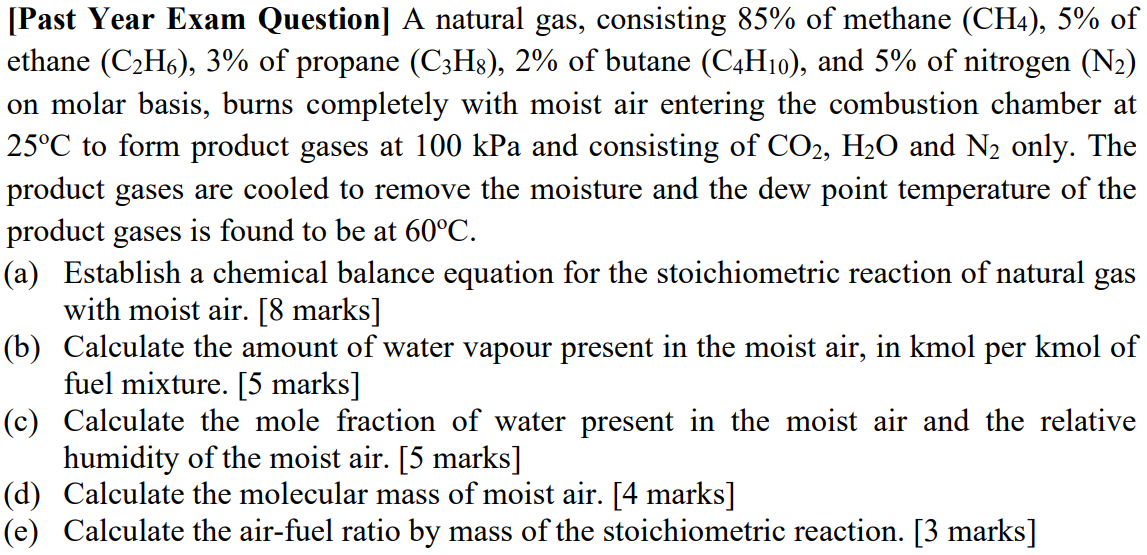 [Past Year Exam Question] A natural gas, consisting 85% of methane (CH₄), 5% of
ethane (C₂H₆), 3% of propane (C₃H₈), 2% of butane (C₄H₁₀), and 5% of nitrogen (N₂)
on molar basis, burns completely with moist air entering the combustion chamber at
25ºC to form product gases at 100 kPa and consisting of CO₂, H₂O and N₂ only. The
product gases are cooled to remove the moisture and the dew point temperature of the
product gases is found to be at 60ºC.
(a) Establish a chemical balance equation for the stoichiometric reaction of natural gas
with moist air. [8 marks]
(b) Calculate the amount of water vapour present in the moist air, in kmol per kmol of
fuel mixture. [5 marks]
(c) Calculate the mole fraction of water present in the moist air and the relative
humidity of the moist air. [5 marks]
(d) Calculate the molecular mass of moist air. [4 marks]
(e) Calculate the air-fuel ratio by mass of the stoichiometric reaction. [3 marks]